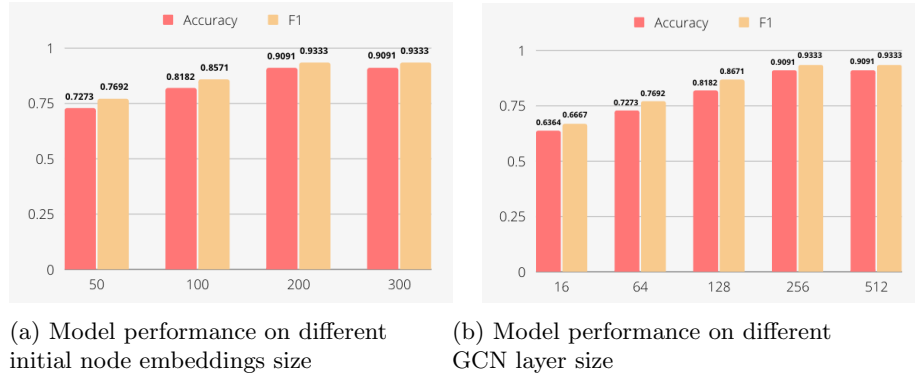 Accuracy F1
1
0.75
0.5
0.25
0
0.7273 0.7692
0.8182 0.8571
0.9091 0.9333
0.9091 0.9333
50 100 200 300
(a) Model performance on different
initial node embeddings size
Accuracy F1
1
0.75
0.5
0.25
0
0.6364 0.6667
0.7273 0.7692
0.8182 0.8671
0.9091 0.9333
0.9091 0.9333
16 64 128 256 512
(b) Model performance on different
GCN layer size